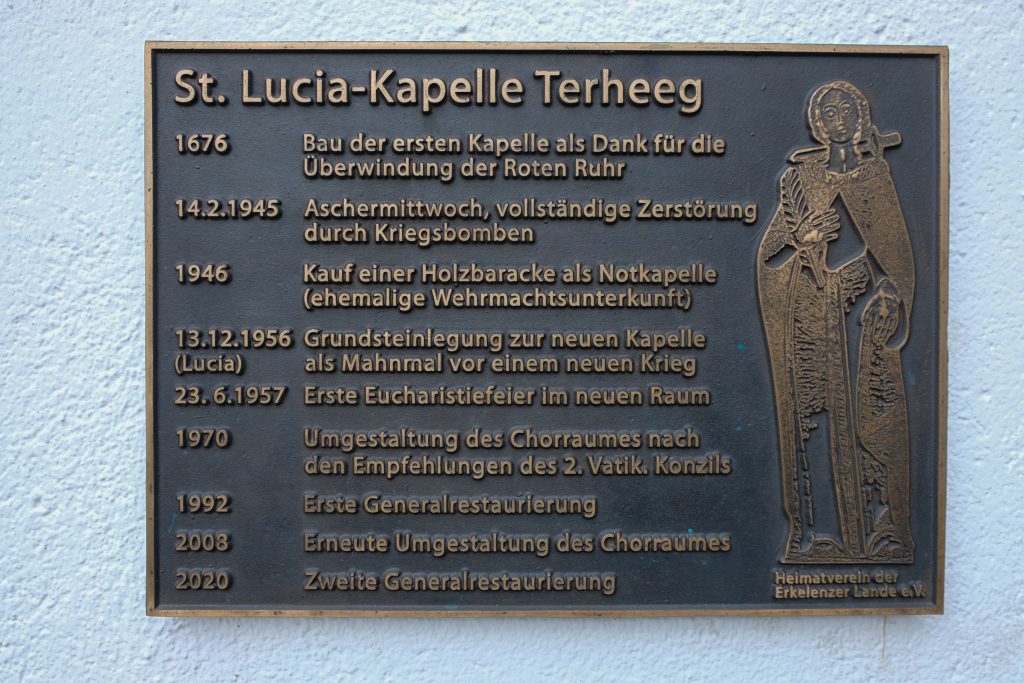 St. Lucia-Kapelle Terheeg
1676 Bau der ersten Kapelle als Dank für die
Überwindung der Roten Ruhr
14.2.1945 Aschermittwoch, vollständige Zerstörung
durch Kriegsbomben
1946 Kauf einer Holzbaracke als Notkapelle
(ehemalige Wehrmachtsunterkunft)
13.12.1956 Grundsteinlegung zur neuen Kapelle
(Lucia) als Mahnmal vor einem neuen Krieg
23. 6.1957 Erste Eucharistiefeier im neuen Raum
1970 Umgestaltung des Chorraumes nach
den Empfehlungen des 2. Vatik. Konzils
1992 Erste Generalrestaurierung
2008 Erneute Umgestaltung des Chorraumes
2020 Zweite Generalrestaurierung
Heimatverein der
Erkelenzer Lande e.V.